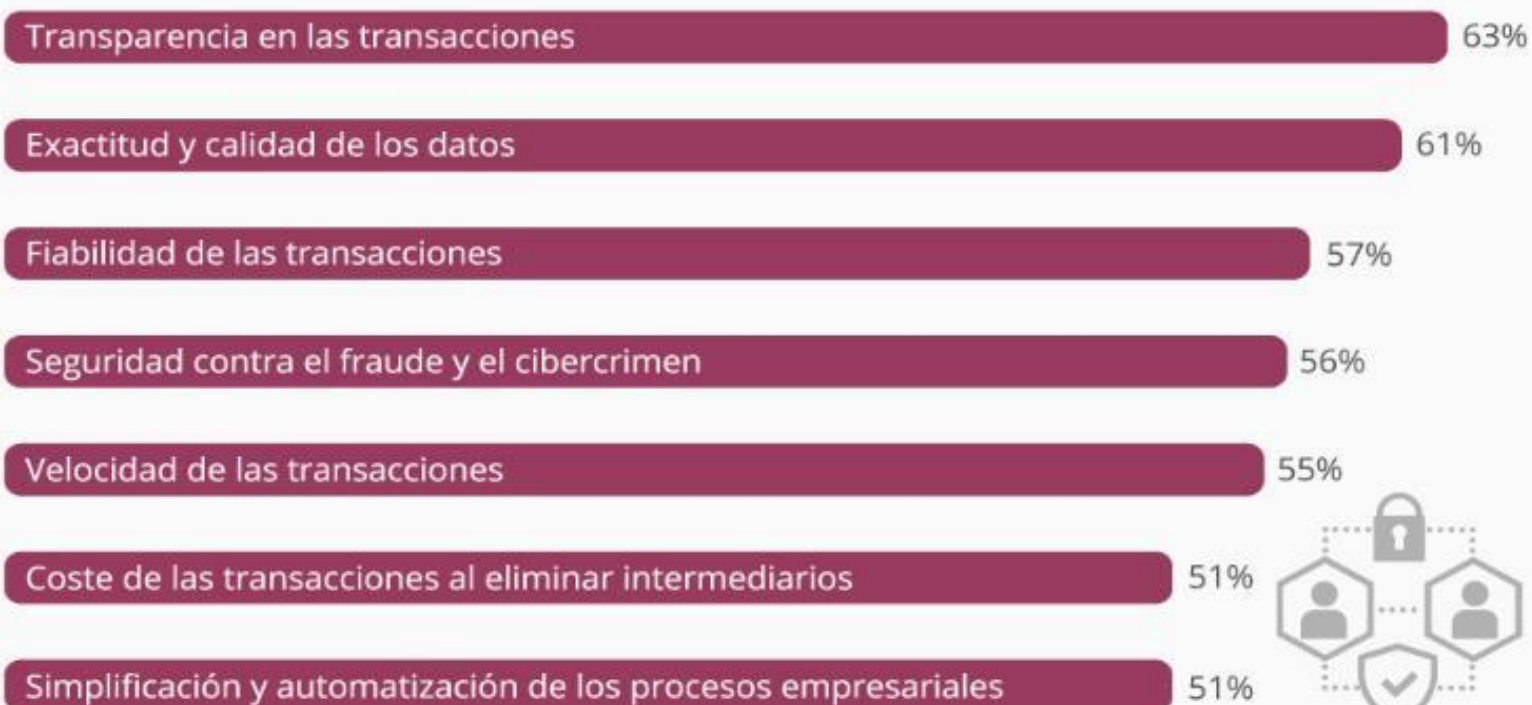 Transparencia en las transacciones 63%
Exactitud y calidad de los datos 61%
Fiabilidad de las transacciones 57%
Seguridad contra el fraude y el cibercrimen 56%
Velocidad de las transacciones 55%
Coste de las transacciones al eliminar intermediarios 51%
Simplificación y automatización de los procesos empresariales 51%